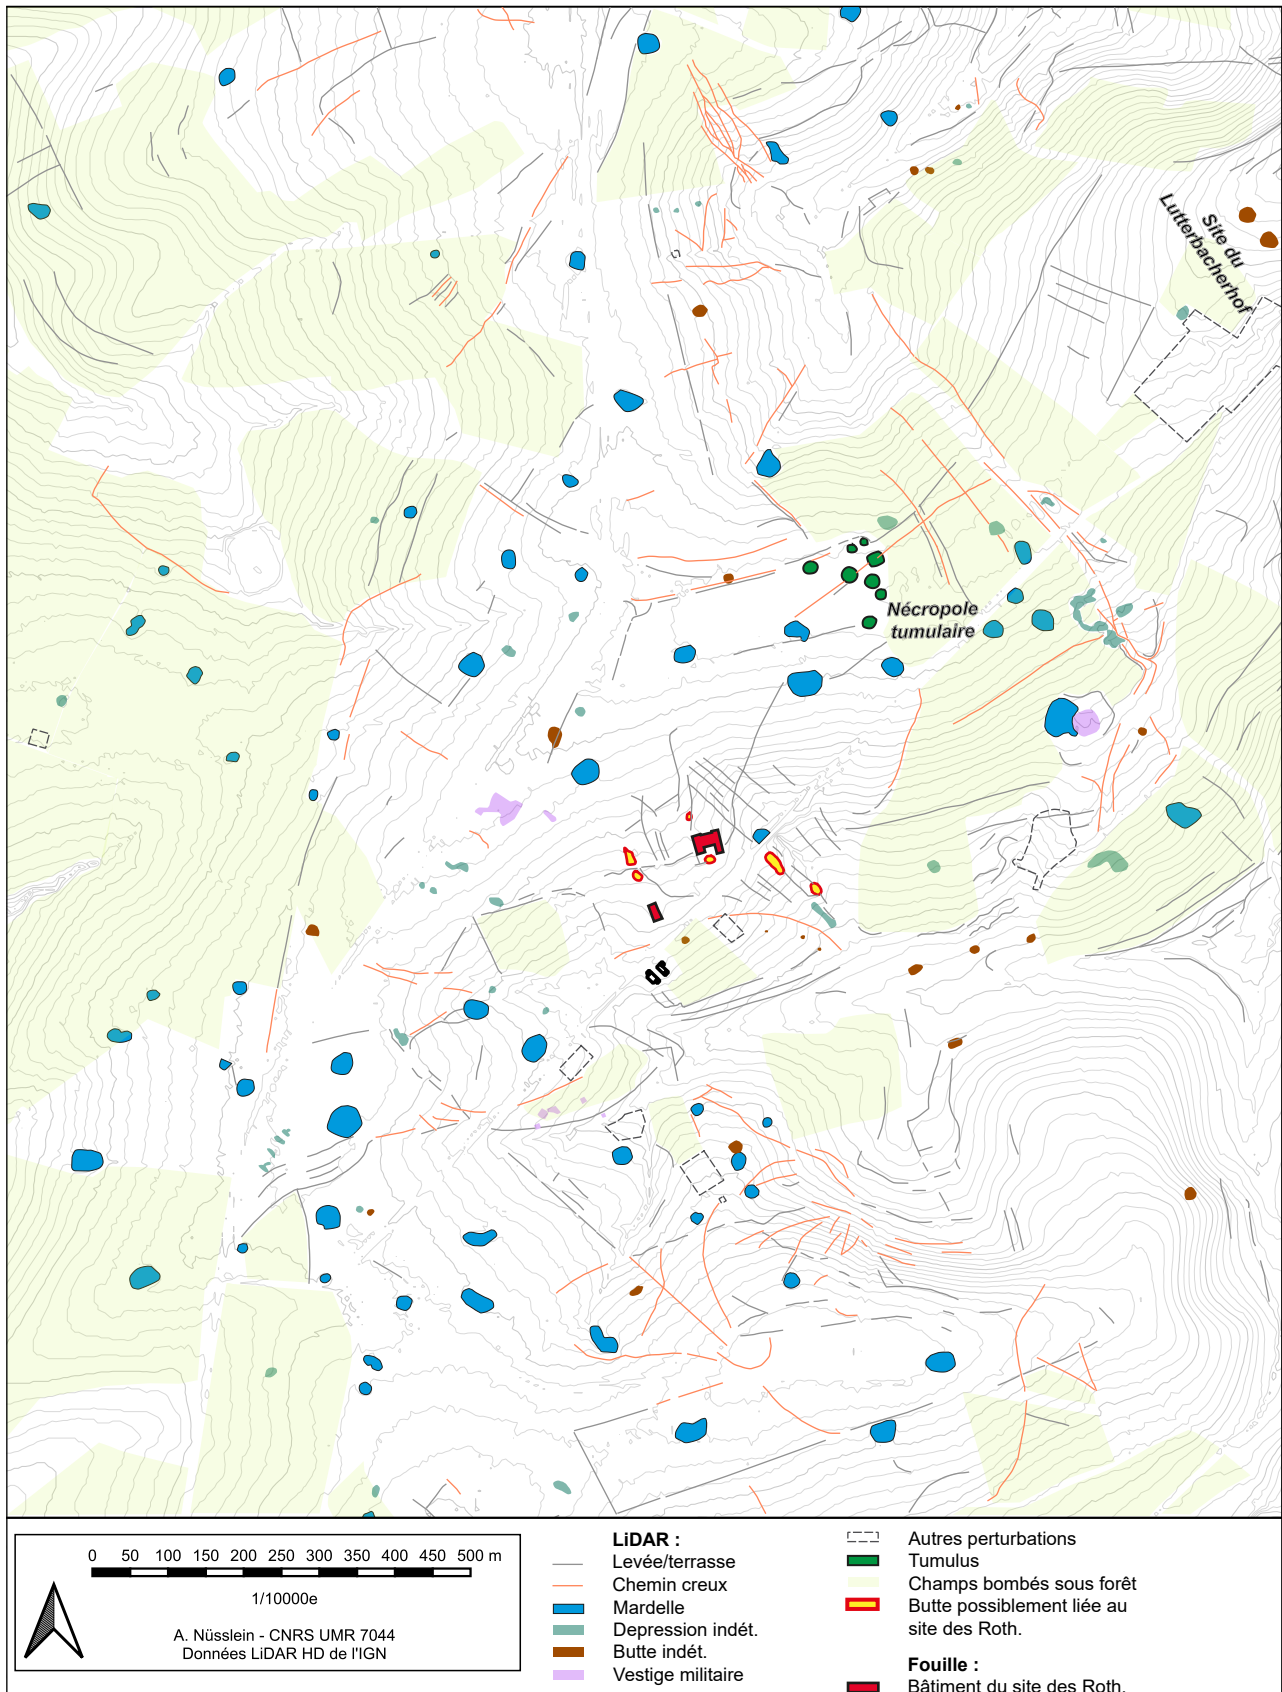 Site du
Lutterbacherhof
Nécropole
tumulaire
0 50 100 150 200 250 300 350 400 450 500 m
1/10000e
A. Nüsslein - CNRS UMR 7044
Données LiDAR HD de l'IGN
LiDAR :
Levée/terrasse
Chemin creux
Mardelle
Depression indét.
Butte indét.
Vestige militaire
Autres perturbations
Tumulus
Champs bombés sous forêt
Butte possiblement liée au
site des Roth.
Fouille :
Bâtiment du site des Roth.